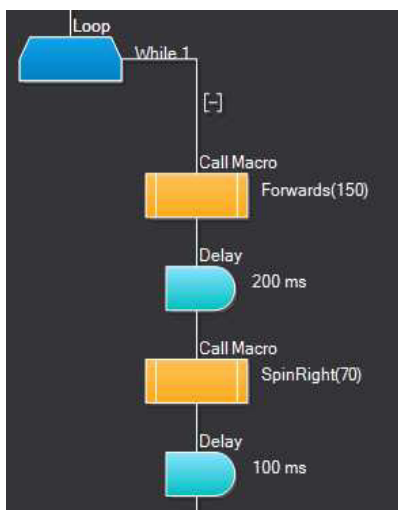 Loop
While 1
[-]
Call Macro
Forwards(150)
Delay
200 ms
Call Macro
SpinRight(70)
Delay
100 ms